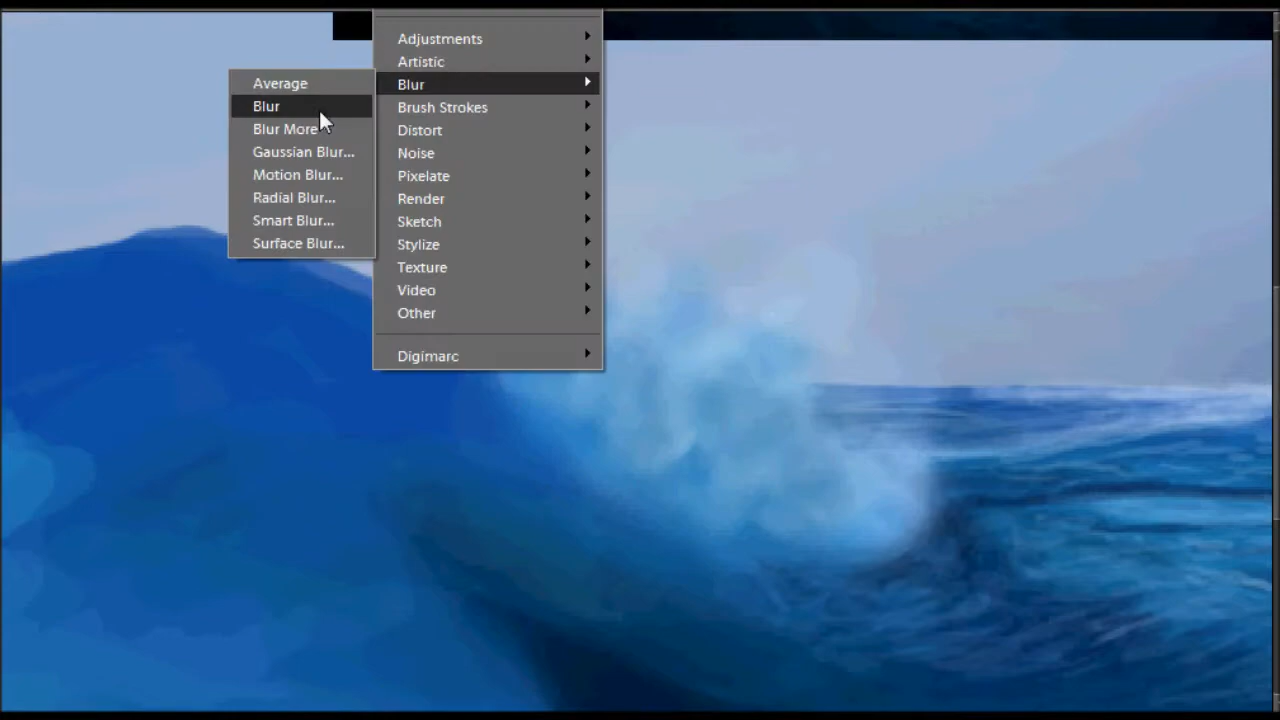 Adjustments
Artistic
Blur
Brush Strokes
Distort
Noise
Pixelate
Render
Sketch
Stylize
Texture
Video
Other
Digimarc
Average
Blur
Blur More
Gaussian Blur...
Motion Blur...
Radial Blur...
Smart Blur...
Surface Blur...